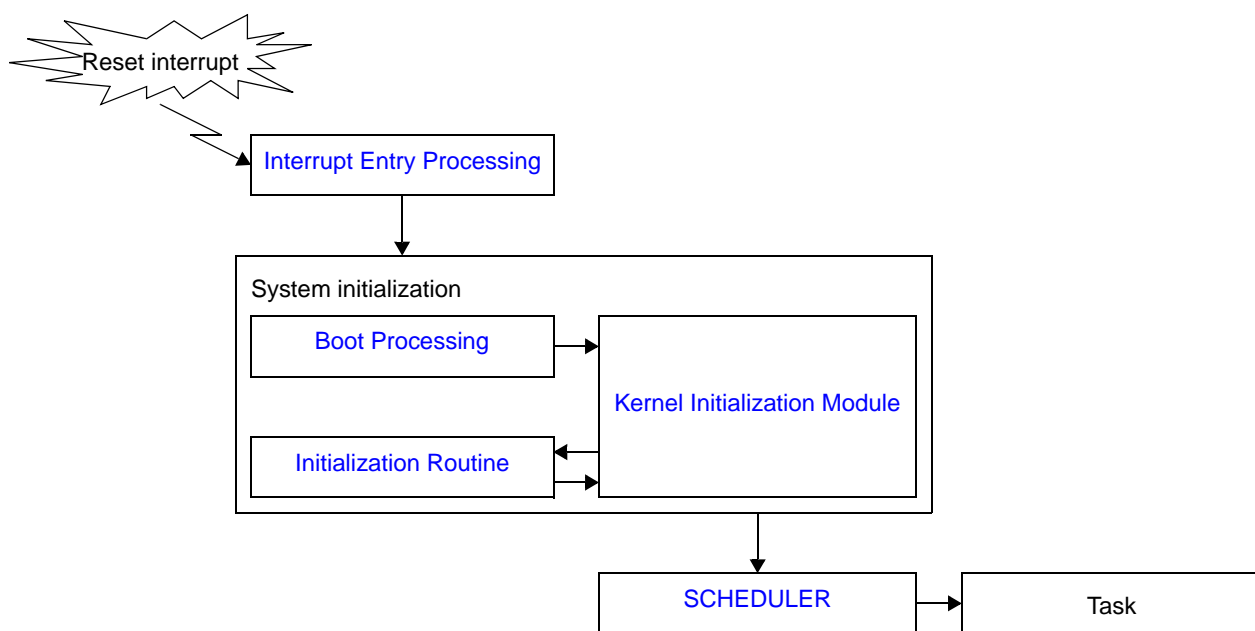 Reset interrupt
Interrupt Entry Processing
System initialization
Boot Processing
Kernel Initialization Module
Initialization Routine
SCHEDULER
Task